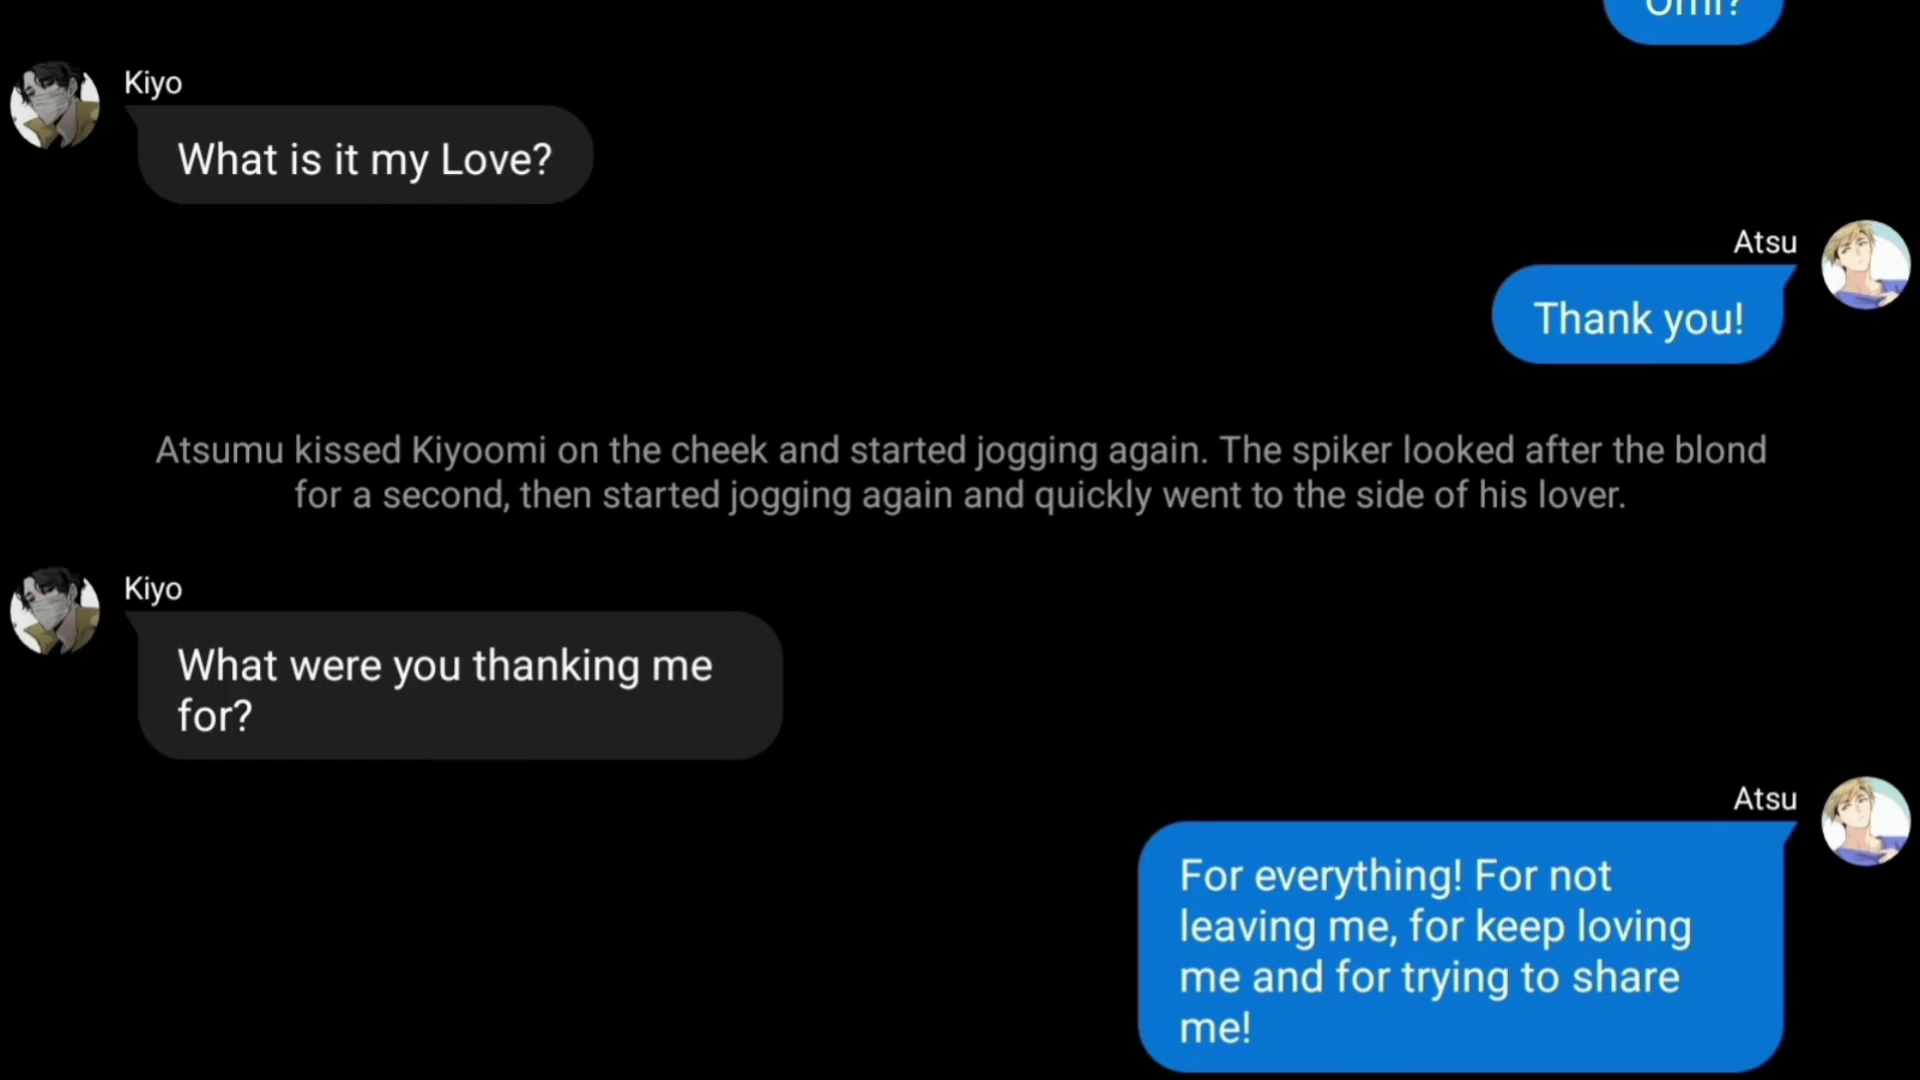 Omi?
Kiyo
What is it my Love?
Atsu
Thank you!
Atsumu kissed Kiyoomi on the cheek and started jogging again. The spiker looked after the blond
for a second, then started jogging again and quickly went to the side of his lover.
Kiyo
What were you thanking me
for?
Atsu
For everything! For not
leaving me, for keep loving
me and for trying to share
me!